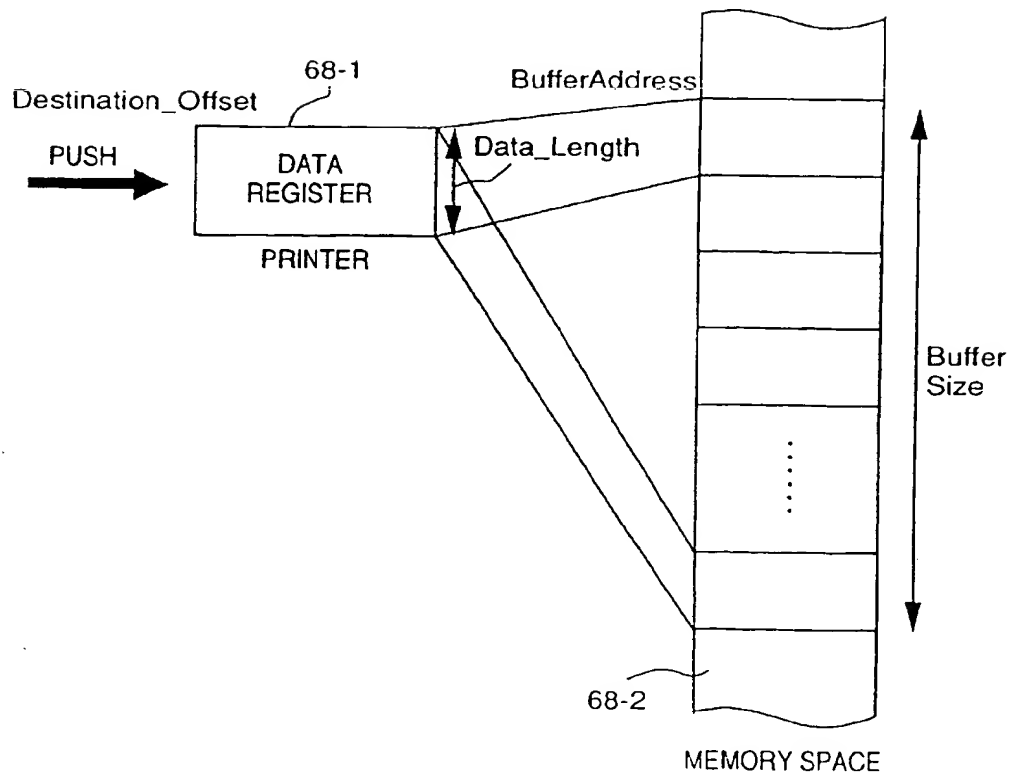 68-1
BufferAddress
Destination_Offset
PUSH
DATA
REGISTER
Data_Length
PRINTER
Buffer
Size
68-2
MEMORY SPACE